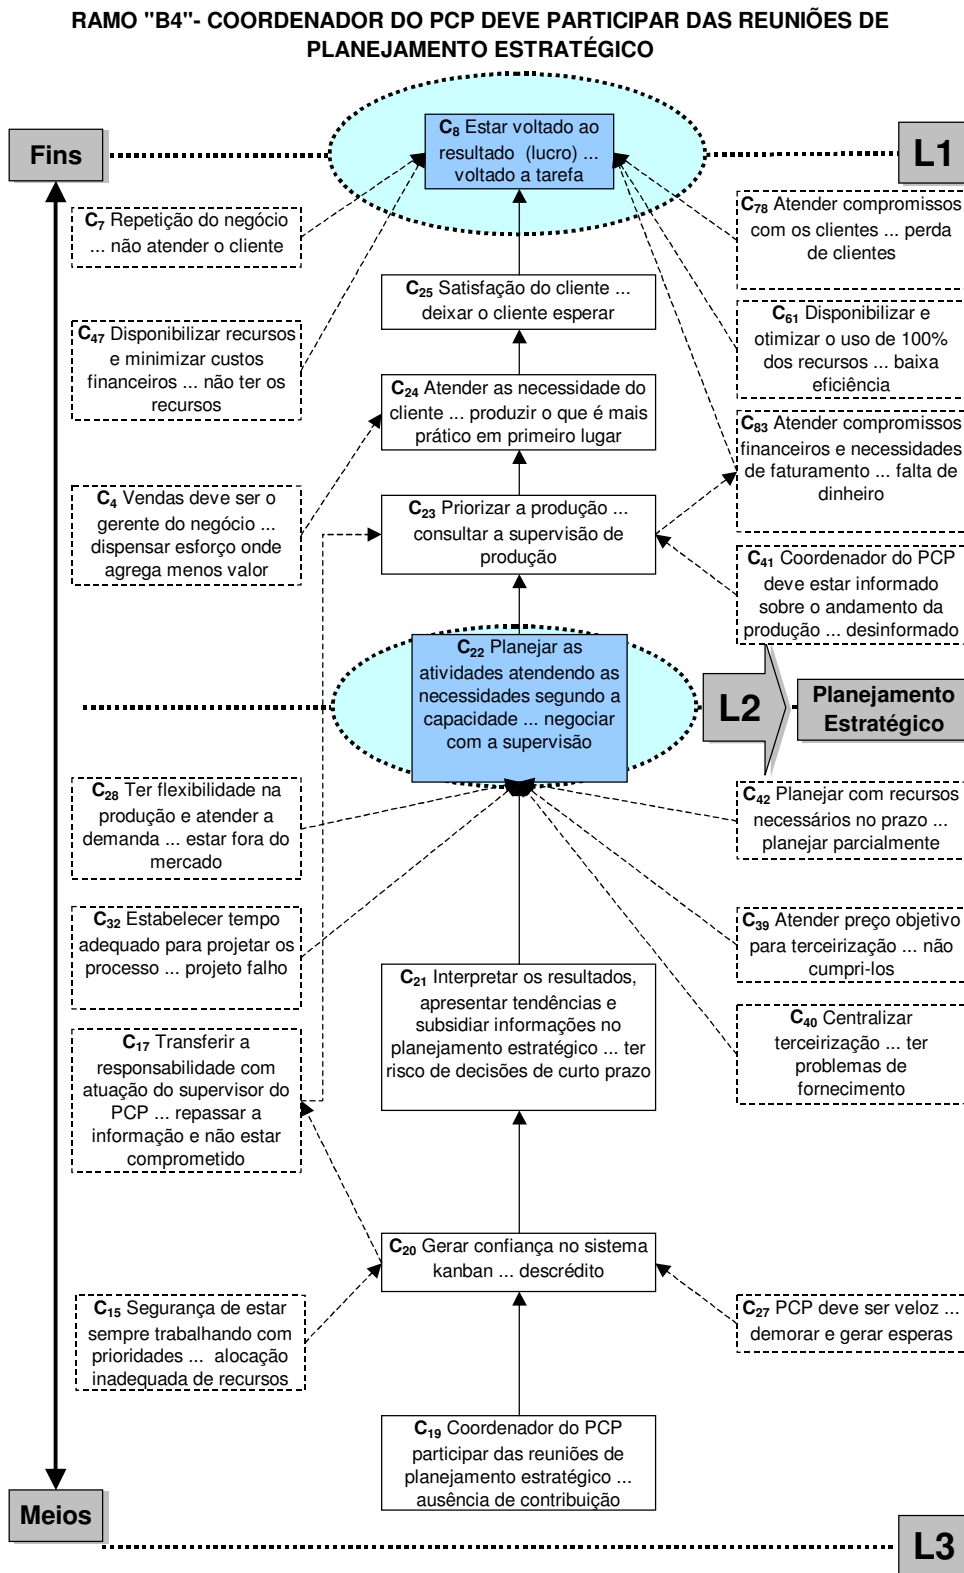 RAMO "B4"- COORDENADOR DO PCP DEVE PARTICIPAR DAS REUNIÕES DE
PLANEJAMENTO ESTRATÉGICO
Fins
C8 Estar voltado ao
resultado (lucro) ...
voltado a tarefa
L1
C7 Repetição do negócio
... não atender o cliente
C78 Atender compromissos
com os clientes ... perda
de clientes
C25 Satisfação do cliente ...
deixar o cliente esperar
C47 Disponibilizar recursos
e minimizar custos
financeiros ... não ter os
recursos
C61 Disponibilizar e
otimizar o uso de 100%
dos recursos ... baixa
eficiência
C24 Atender as necessidade do
cliente ... produzir o que é mais
prático em primeiro lugar
C83 Atender compromissos
financeiros e necessidades
de faturamento ... falta de
dinheiro
C4 Vendas deve ser o
gerente do negócio ...
dispensar esforço onde
agrega menos valor
C23 Priorizar a produção ...
consultar a supervisão de
produção
C41 Coordenador do PCP
deve estar informado
sobre o andamento da
produção ... desinformado
C22 Planejar as
atividades atendendo as
necessidades segundo a
capacidade ... negociar
com a supervisão
L2
Planejamento
Estratégico
C28 Ter flexibilidade na
produção e atender a
demanda ... estar fora do
mercado
C42 Planejar com recursos
necessários no prazo ...
planejar parcialmente
C32 Estabelecer tempo
adequado para projetar os
processo ... projeto falho
C39 Atender preço objetivo
para terceirização ... não
cumpri-los
C21 Interpretar os resultados,
apresentar tendências e
subsidiar informações no
planejamento estratégico ... ter
risco de decisões de curto prazo
C40 Centralizar
terceirização ... ter
problemas de
fornecimento
C17 Transferir a
responsabilidade com
atuação do supervisor do
PCP ... repassar a
informação e não estar
comprometido
C20 Gerar confiança no sistema
kanban ... descrédito
C15 Segurança de estar
sempre trabalhando com
prioridades ... alocação
inadequada de recursos
C27 PCP deve ser veloz ...
demorar e gerar esperas
C19 Coordenador do PCP
participar das reuniões de
planejamento estratégico ...
ausência de contribuição
Meios
L3